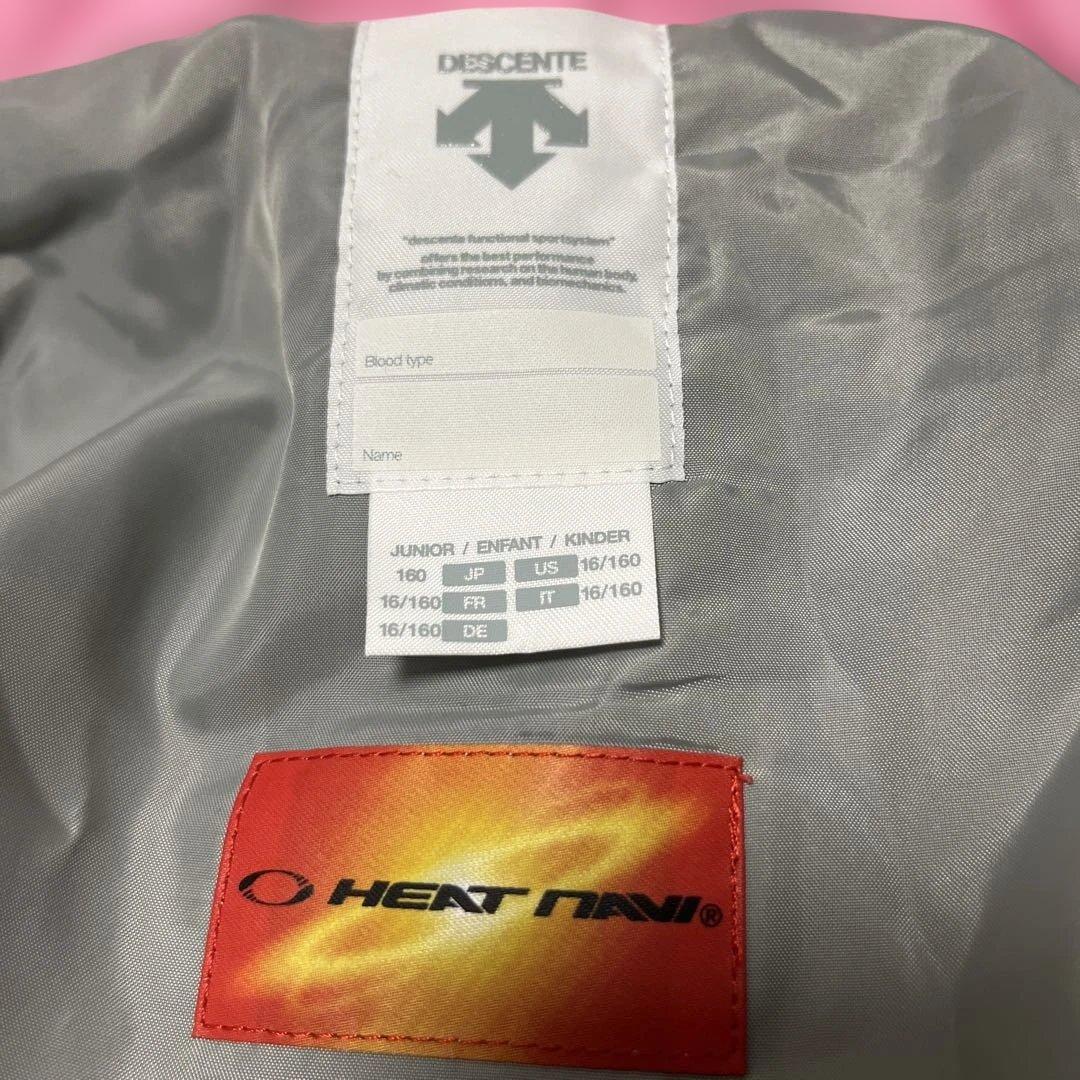 DESCENTE
"descente functional sportsystem"
offers the best performance
by combining research on the human body,
climatic conditions, and biomechanics.
Blood type
Name
JUNIOR / ENFANT / KINDER
160 JP US 16/160
16/160 FR IT 16/160
16/160 DE
HEAT NAVI®